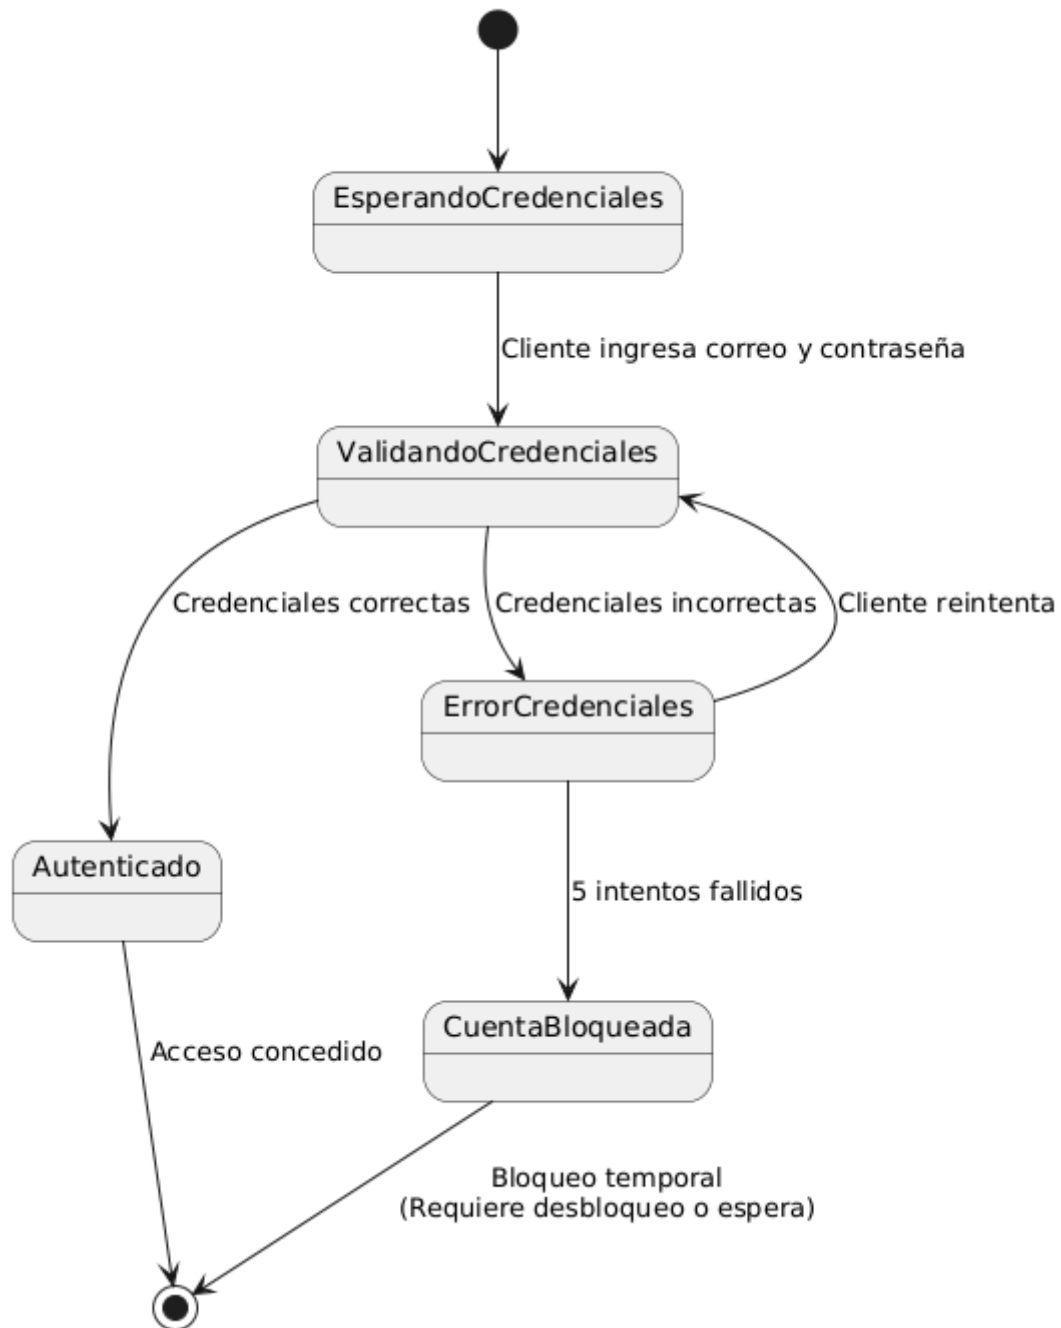 EsperandoCredenciales
Cliente ingresa correo y contraseña
ValidandoCredenciales
Credenciales correctas
Credenciales incorrectas
Cliente reintenta
ErrorCredenciales
Autenticado
5 intentos fallidos
CuentaBloqueada
Acceso concedido
Bloqueo temporal
(Requiere desbloqueo o espera)